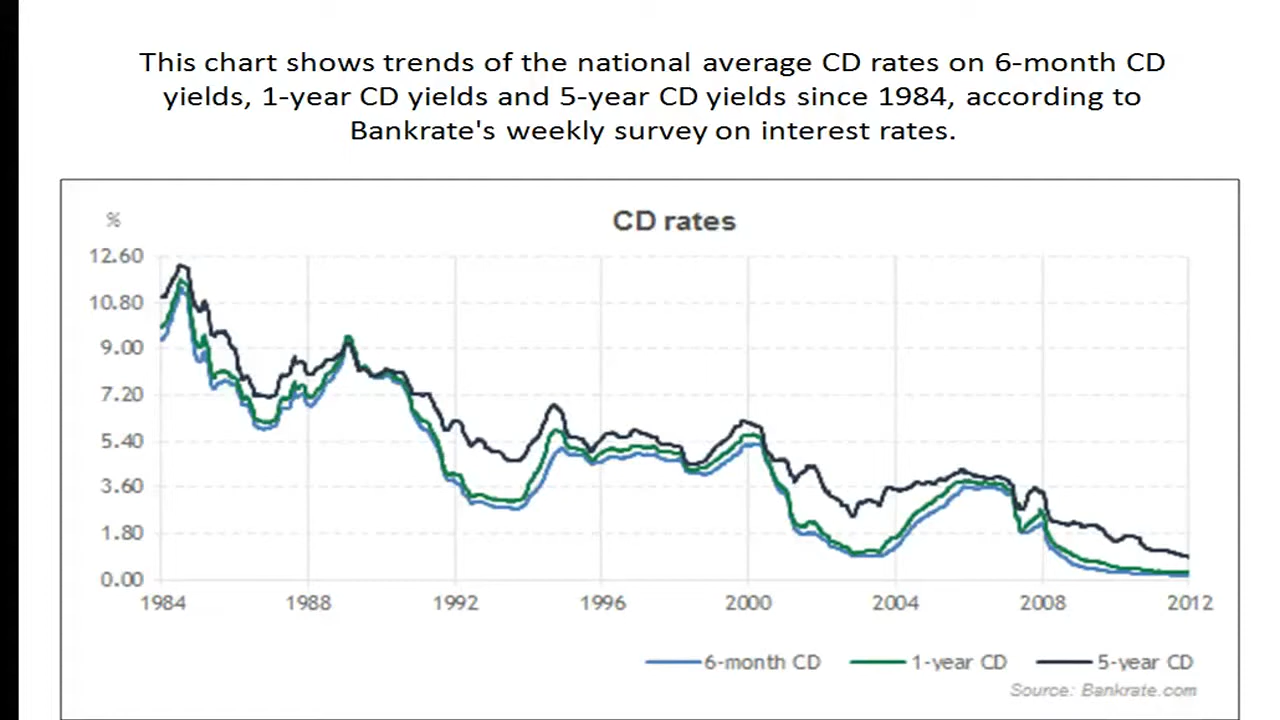 This chart shows trends of the national average CD rates on 6-month CD
yields, 1-year CD yields and 5-year CD yields since 1984, according to
Bankrate's weekly survey on interest rates.
%
CD rates
12.60
10.80
9.00
7.20
5.40
3.60
1.80
0.00
1984 1988 1992 1996 2000 2004 2008 2012
6-month CD 1-year CD 5-year CD
Source: Bankrate.com